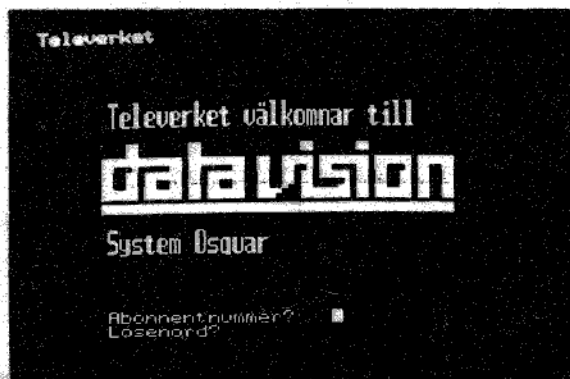 Televerket
Televerket välkomnar till
datavision
System Osquar
Abonnentnummer?
Lösenord?